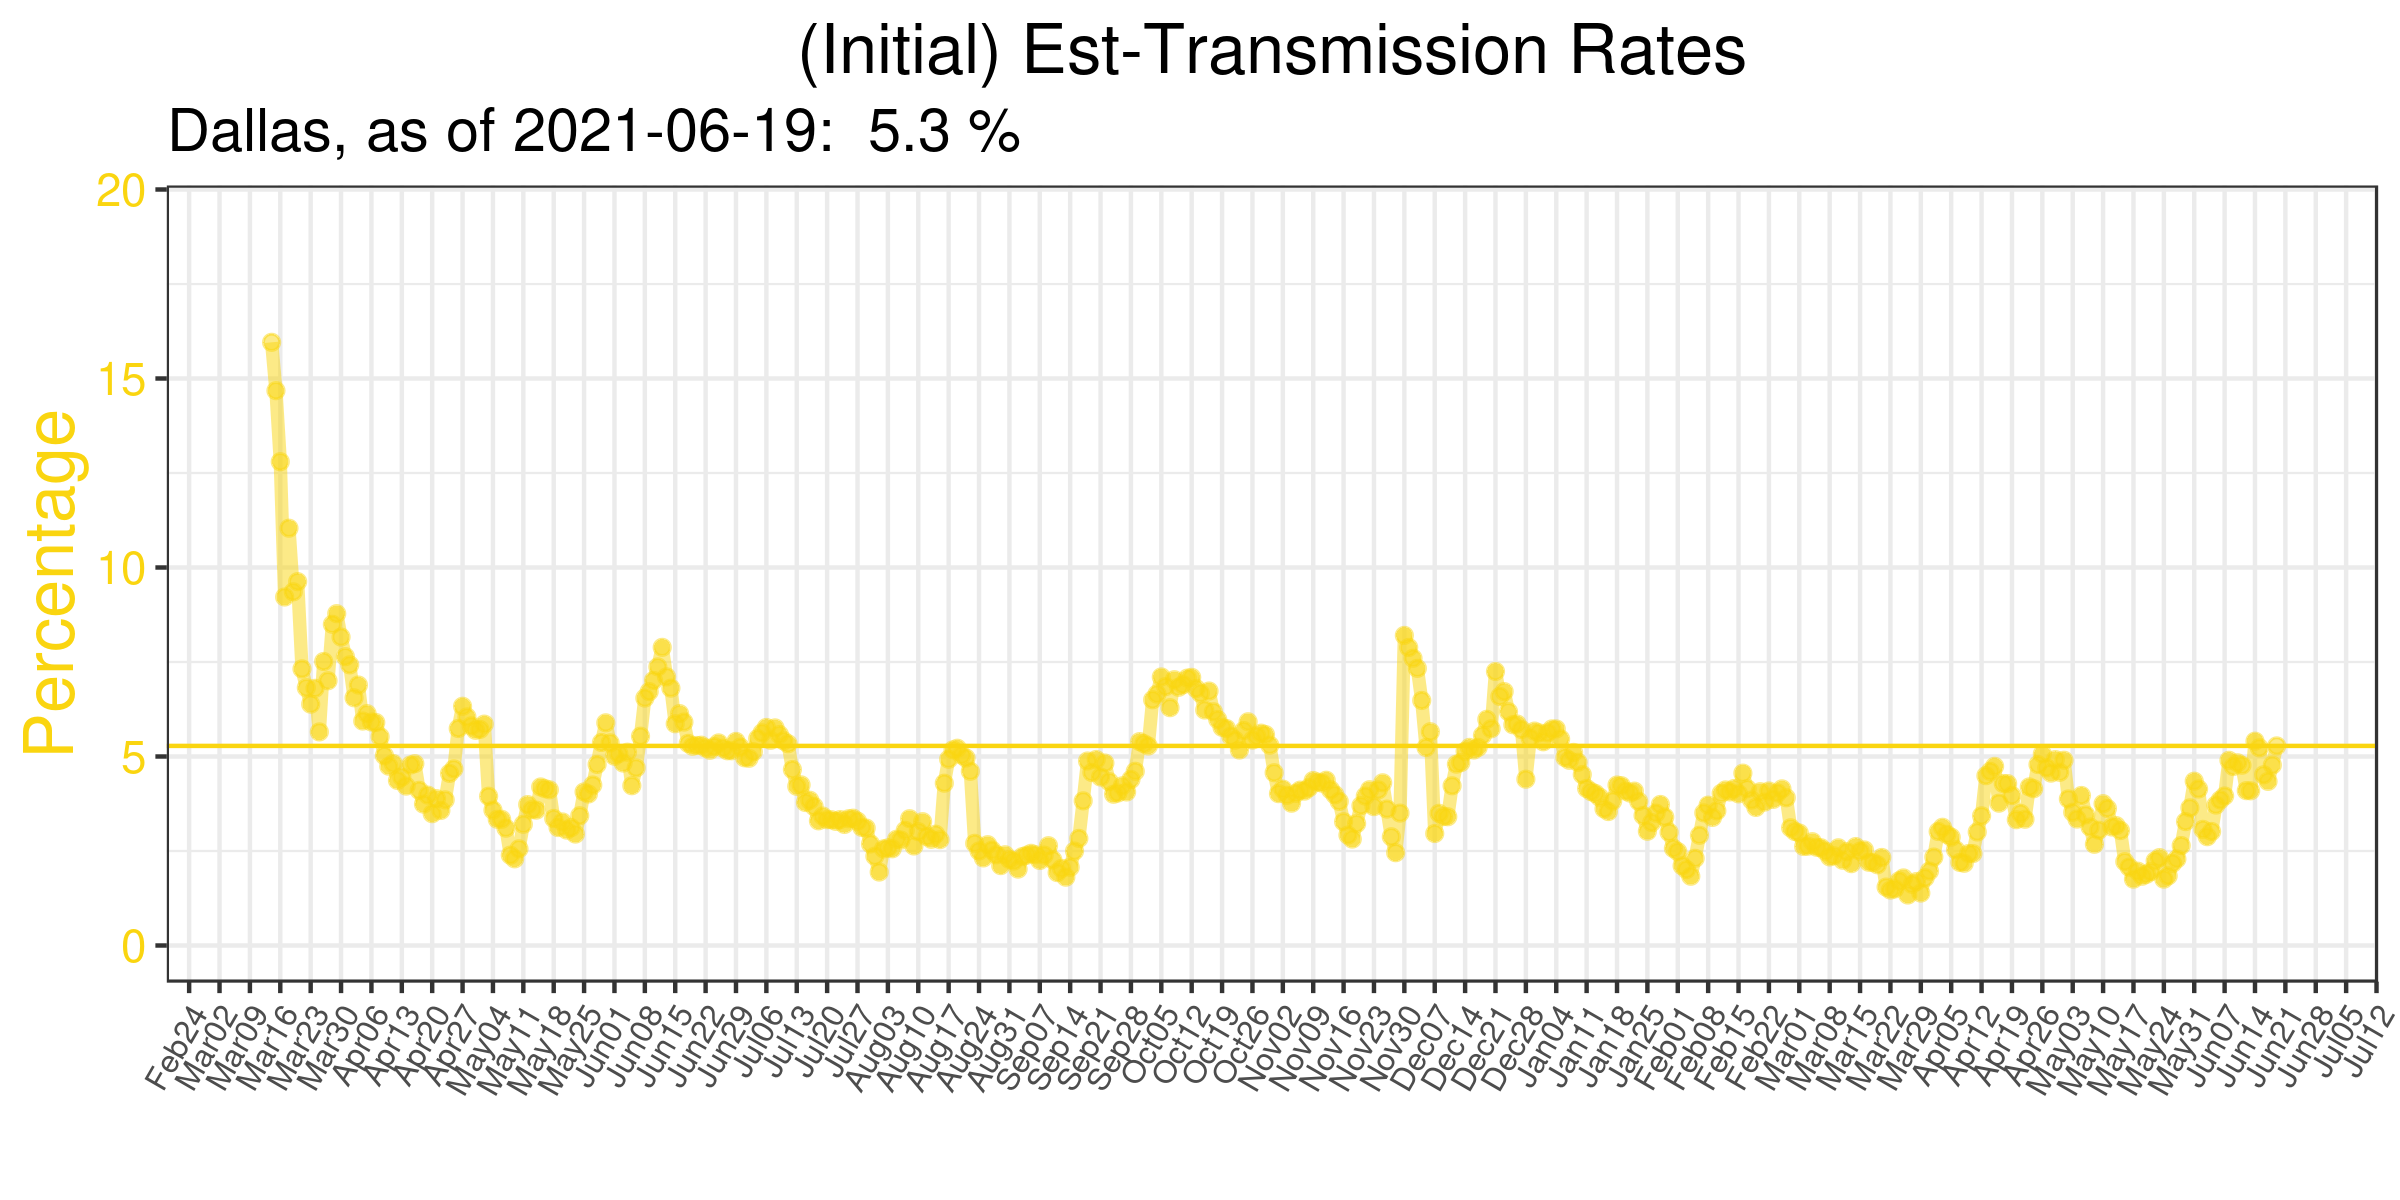 (Initial) Est-Transmission Rates
Dallas, as of 2021-06-19: 5.3 %
Percentage
20
15
10
5
0
Feb24
Mar02
Mar09
Mar16
Mar23
Mar30
Apr06
Apr13
Apr20
Apr27
May04
May11
May18
May25
Jun01
Jun08
Jun15
Jun22
Jun29
Jul06
Jul13
Jul20
Jul27
Aug03
Aug10
Aug17
Aug24
Aug31
Sep07
Sep14
Sep21
Sep28
Oct05
Oct12
Oct19
Oct26
Nov02
Nov09
Nov16
Nov23
Nov30
Dec07
Dec14
Dec21
Dec28
Jan04
Jan11
Jan18
Jan25
Feb01
Feb08
Feb15
Feb22
Mar01
Mar08
Mar15
Mar22
Mar29
Apr05
Apr12
Apr19
Apr26
May03
May10
May17
May24
May31
Jun07
Jun14
Jun21
Jun28
Jul05
Jul12